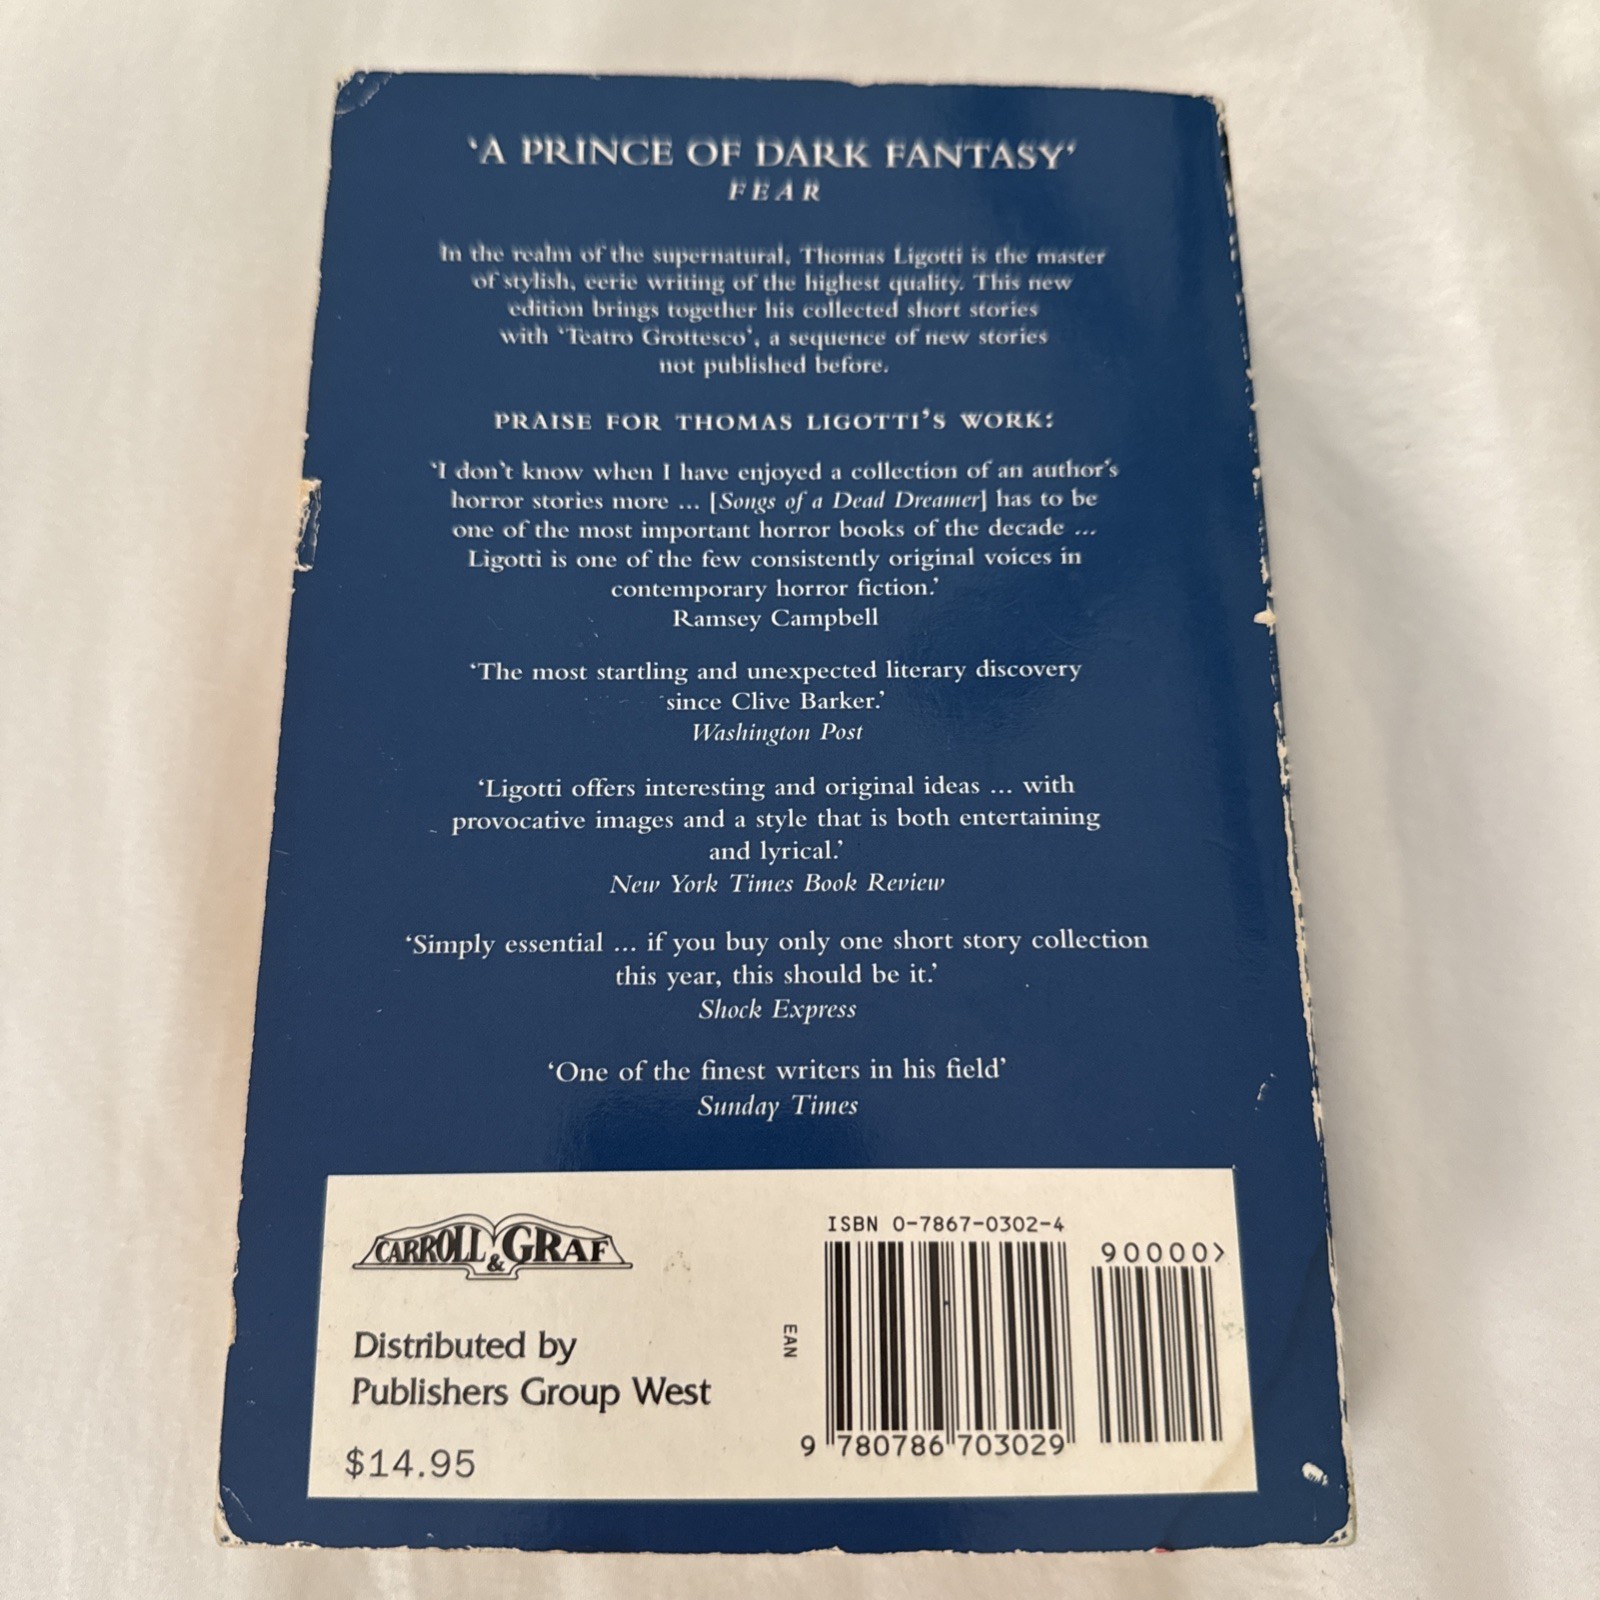 ‘A PRINCE OF DARK FANTASY’
FEAR
In the realm of the supernatural, Thomas Ligotti is the master
of stylish, eerie writing of the highest quality. This new
edition brings together his collected short stories
with ‘Teatro Grottesco‘, a sequence of new stories
not published before.
PRAISE FOR THOMAS LIGOTTI’S WORK:
‘I don’t know when I have enjoyed a collection of an author’s
horror stories more ... [Songs of a Dead Dreamer] has to be
one of the most important horror books of the decade ...
Ligotti is one of the few consistently original voices in
contemporary horror fiction.’
Ramsey Campbell
‘The most startling and unexpected literary discovery
since Clive Barker.’
Washington Post
‘Ligotti offers interesting and original ideas ... with
provocative images and a style that is both entertaining
and lyrical.’
New York Times Book Review
‘Simply essential ... if you buy only one short story collection
this year, this should be it.’
Shock Express
‘One of the finest writers in his field’
Sunday Times
CARROLL & GRAF
Distributed by
Publishers Group West
$14.95
ISBN 0-7867-0302-4
90000>
EAN
9 780786 703029